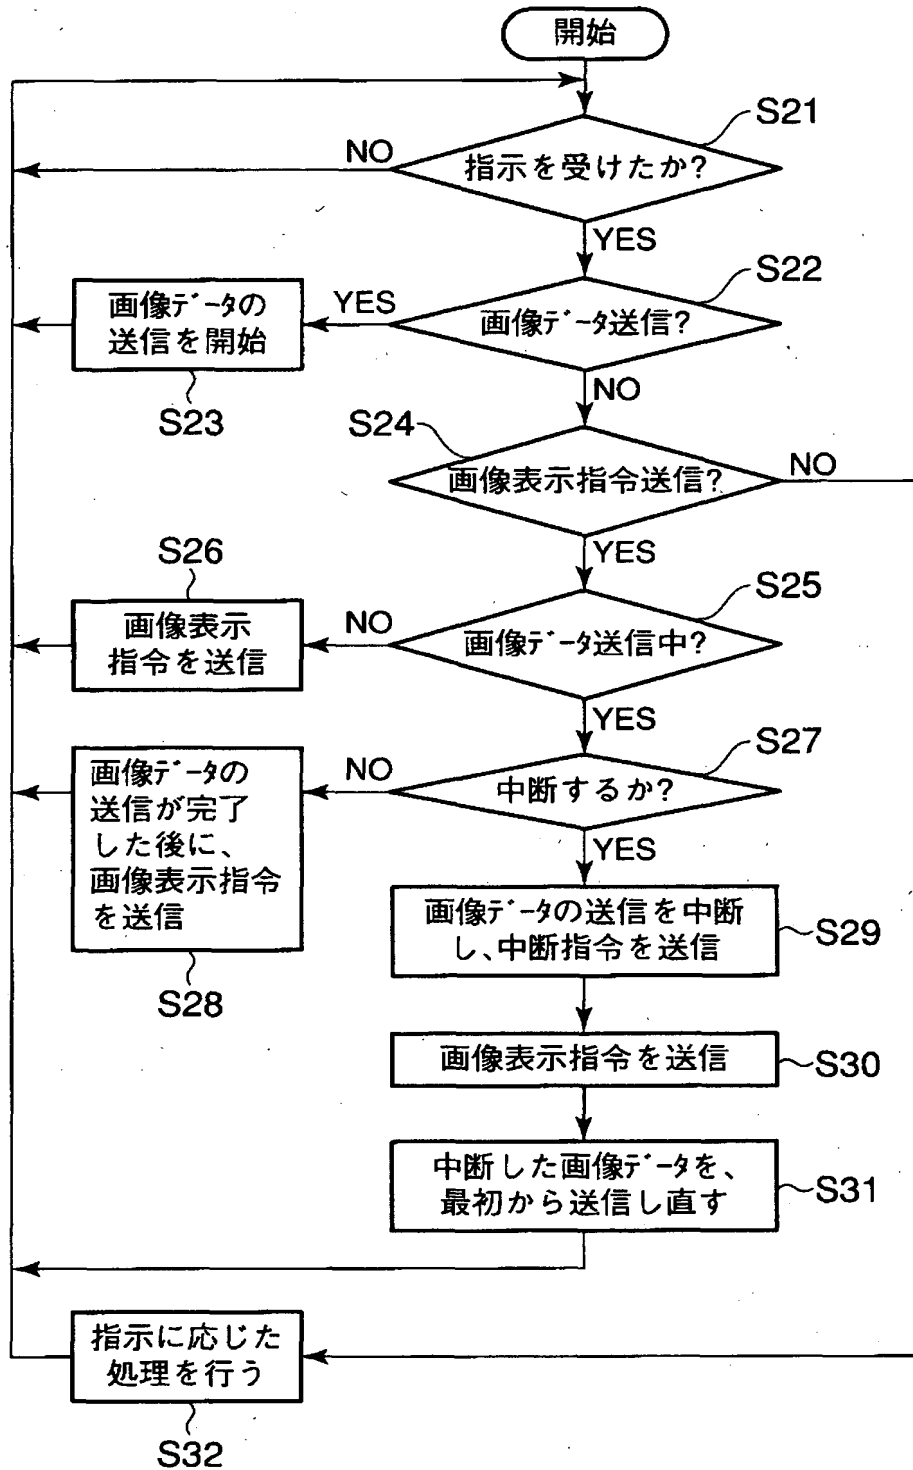 開始
S21
指示を受けたか?
NO
YES
S22
画像データ送信?
YES
画像データの
送信を開始
S23
NO
S24
画像表示指令送信?
NO
YES
S25
画像データ送信中?
NO
S26
画像表示
指令を送信
YES
S27
中断するか?
NO
画像データの
送信が完了
した後に、
画像表示指令
を送信
S28
YES
画像データの送信を中断
し、中断指令を送信
S29
画像表示指令を送信
S30
中断した画像データを、
最初から送信し直す
S31
指示に応じた
処理を行う
S32